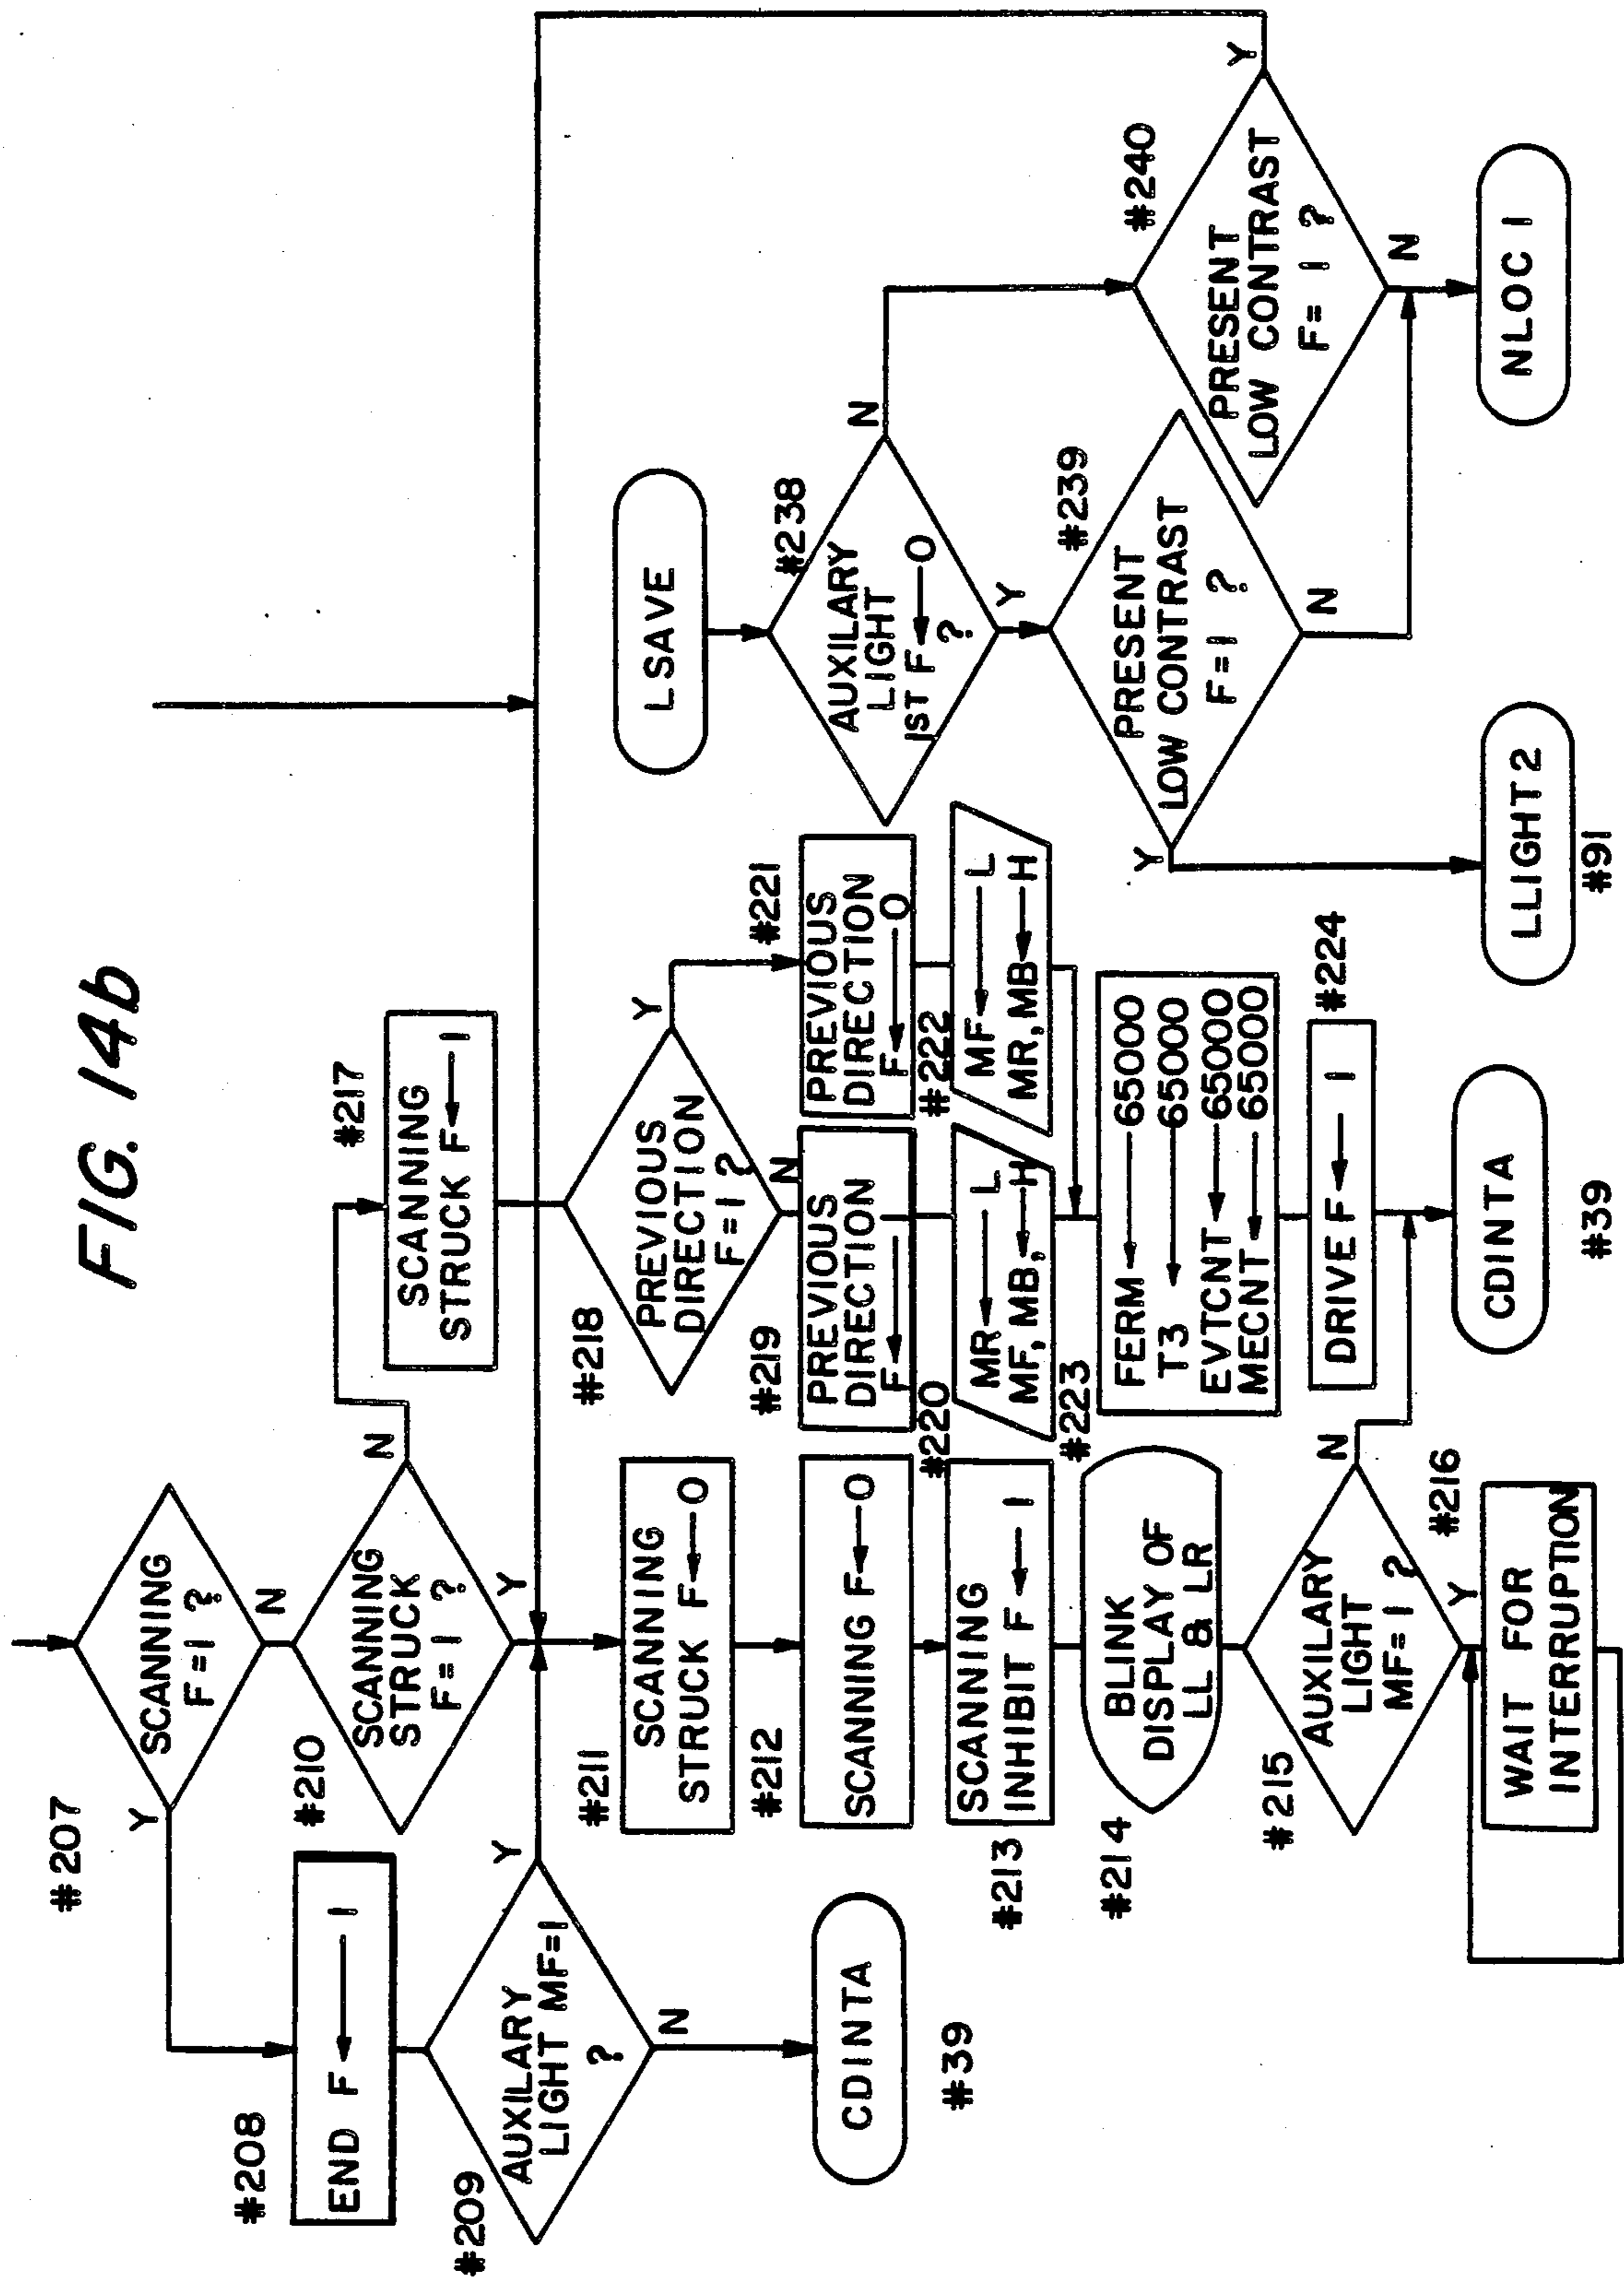 FIG. 14b
#207
SCANNING
F=1 ?
Y
N
#208
END F ← 1
#209
AUXILARY
LIGHT MF=1
?
Y
N
CDINTA
#39
#210
SCANNING
STRUCK
F=1 ?
N
Y
#211
SCANNING
STRUCK F←0
#212
SCANNING F←0
#213
SCANNING
INHIBIT F←1
#214
BLINK
DISPLAY OF
LL & LR
#215
AUXILARY
LIGHT
MF=1 ?
N
Y
#216
WAIT FOR
INTERRUPTION
#217
SCANNING
STRUCK F←1
#218
PREVIOUS
DIRECTION
F=1 ?
Y
N
#219
PREVIOUS
DIRECTION
F←
#220
MR←L
MF, MB,←H
#221
PREVIOUS
DIRECTION
F←0
#222
MF←L
MR, MB←H
#223
FERM←65000
T3←65000
EVTCNT←65000
MECNT←65000
#224
DRIVE F←1
CDINTA
#39
LSAVE
#238
AUXILARY
LIGHT
1ST F←0
?
N
Y
#239
PRESENT
LOW CONTRAST
F=1 ?
Y
N
LLIGHT2
#91
#240
PRESENT
LOW CONTRAST
F= 1 ?
Y
N
NLOC 1